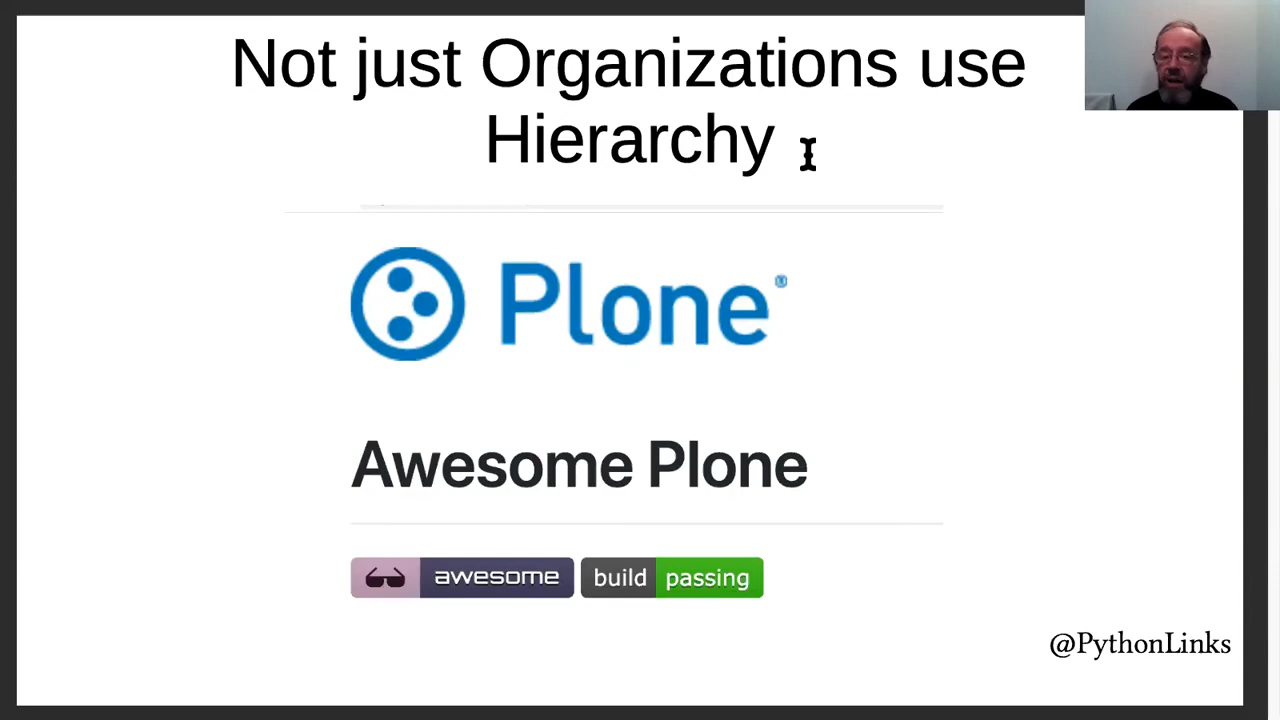 Not just Organizations use
Hierarchy
Plone®
Awesome Plone
awesome build passing
@PythonLinks